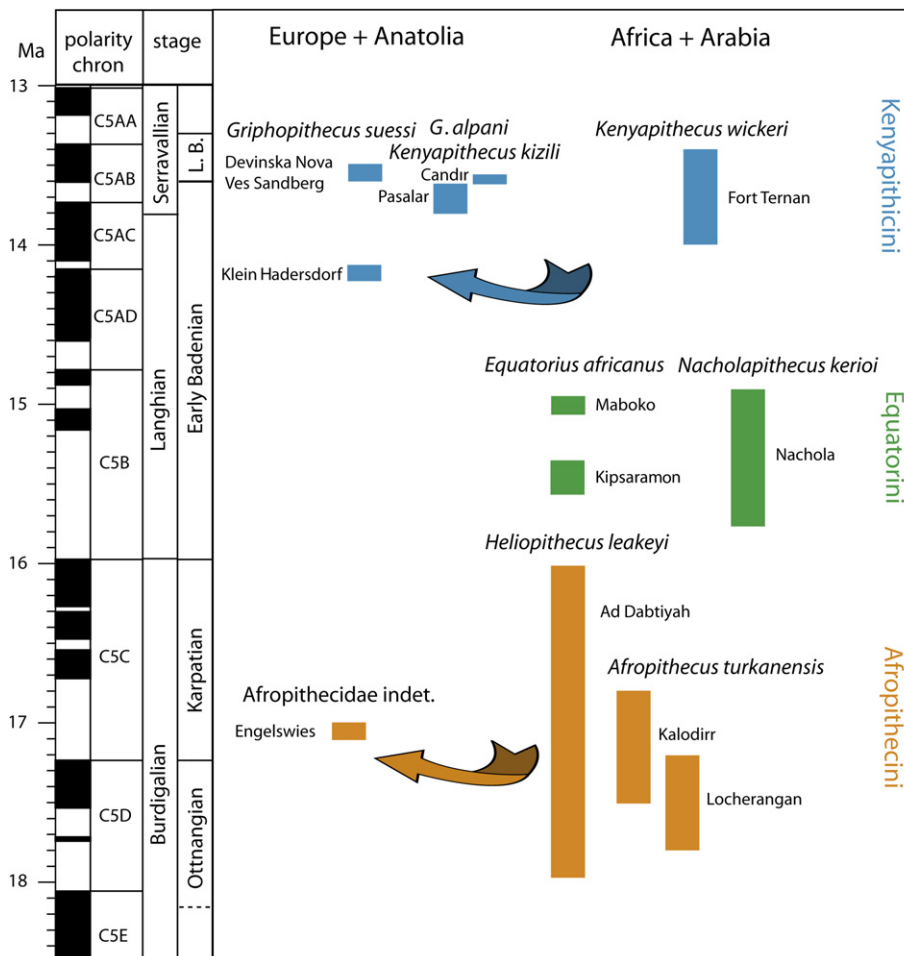 Ma
polarity
chron
stage
Europe + Anatolia
Africa + Arabia
13
14
15
16
17
18
C5AA
C5AB
C5AC
C5AD
C5B
C5C
C5D
C5E
Serravallian
Langhian
Burdigalian
L. B.
Early Badenian
Karpatian
Ottnangian
Griphopithecus suessi
Devinska Nova
Ves Sandberg
G. alpani
Kenyapithecus kizili
Candır
Pasalar
Kenyapithecus wickeri
Fort Ternan
Klein Hadersdorf
Kenyapithicini
Equatorius africanus
Maboko
Kipsaramon
Nacholapithecus kerioi
Nachola
Equatorini
Heliopithecus leakeyi
Ad Dabtiyah
Afropithecus turkanensis
Kalodirr
Locherangan
Afropithecidae indet.
Engelswies
Afropithecini